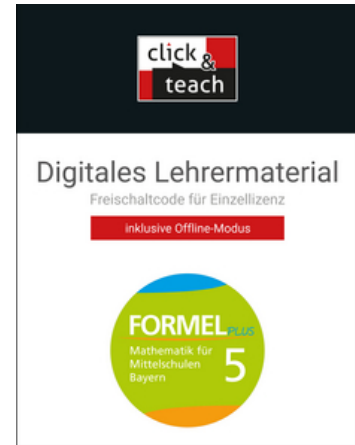 click &
teach
Digitales Lehrermaterial
Freischaltcode für Einzellizenz
inklusive Offline-Modus
FORMEL PLUS
Mathematik für
Mittelschulen
Bayern
5